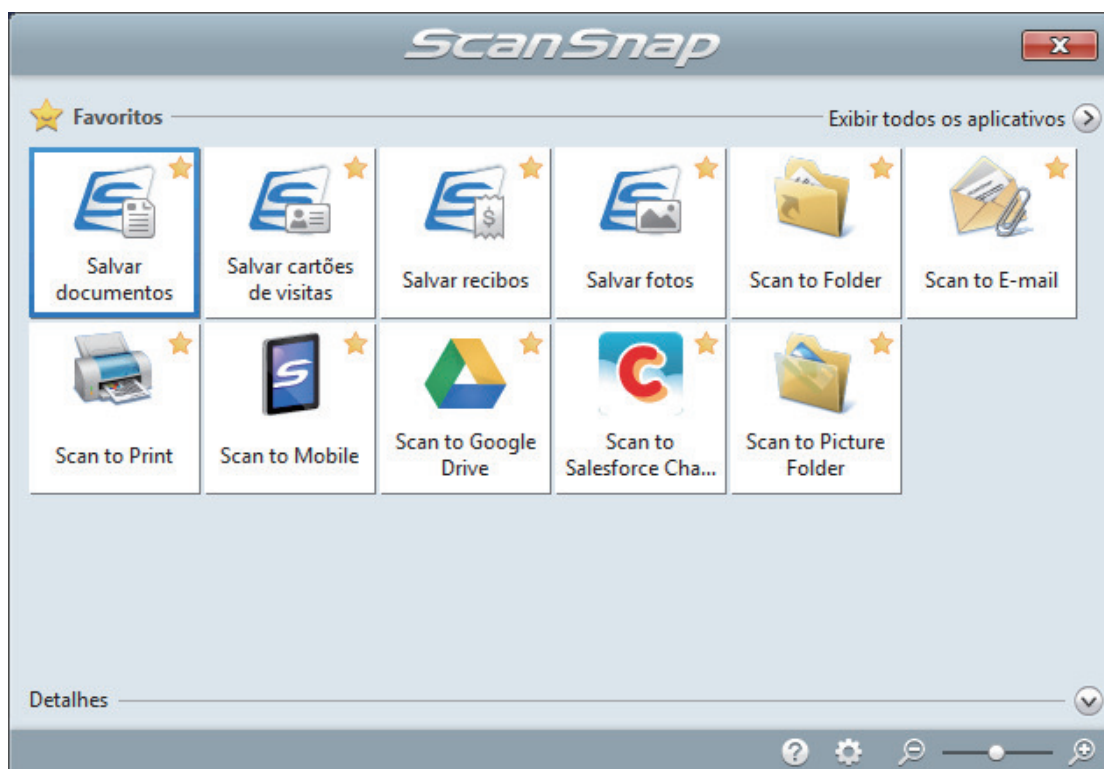 ScanSnap
Favoritos
Exibir todos os aplicativos
Salvar
documentos
Salvar cartões
de visitas
Salvar recibos
Salvar fotos
Scan to Folder
Scan to E-mail
Scan to Print
Scan to Mobile
Scan to Google
Drive
Scan to
Salesforce Cha...
Scan to Picture
Folder
Detalhes